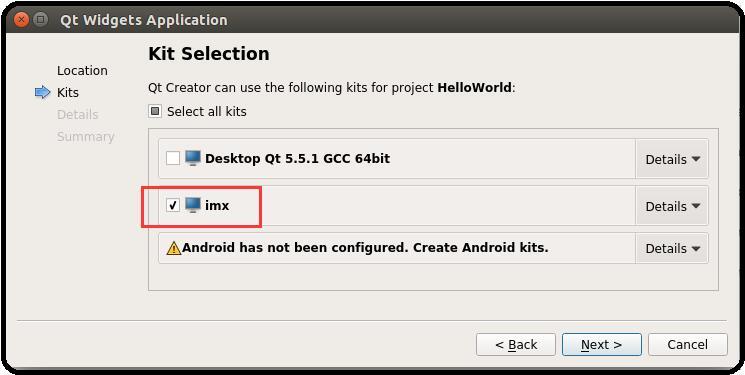 Qt Widgets Application
Kit Selection
Location
Kits
Details
Summary
Qt Creator can use the following kits for project HelloWorld:
Select all kits
Desktop Qt 5.5.1 GCC 64bit
Details
imx
Details
Android has not been configured. Create Android kits.
Details
< Back
Next >
Cancel